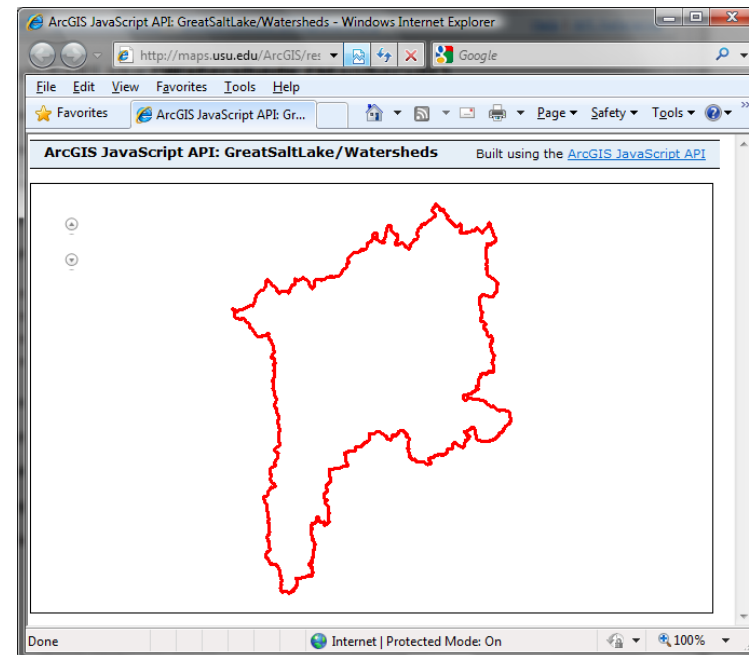 ArcGIS JavaScript API: GreatSaltLake/Watersheds - Windows Internet Explorer
http://maps.usu.edu/ArcGIS/res Google
File Edit View Favorites Tools Help
Favorites ArcGIS JavaScript API: Gr... Page Safety Tools »
ArcGIS JavaScript API: GreatSaltLake/Watersheds Built using the ArcGIS JavaScript API
Done Internet | Protected Mode: On 100%